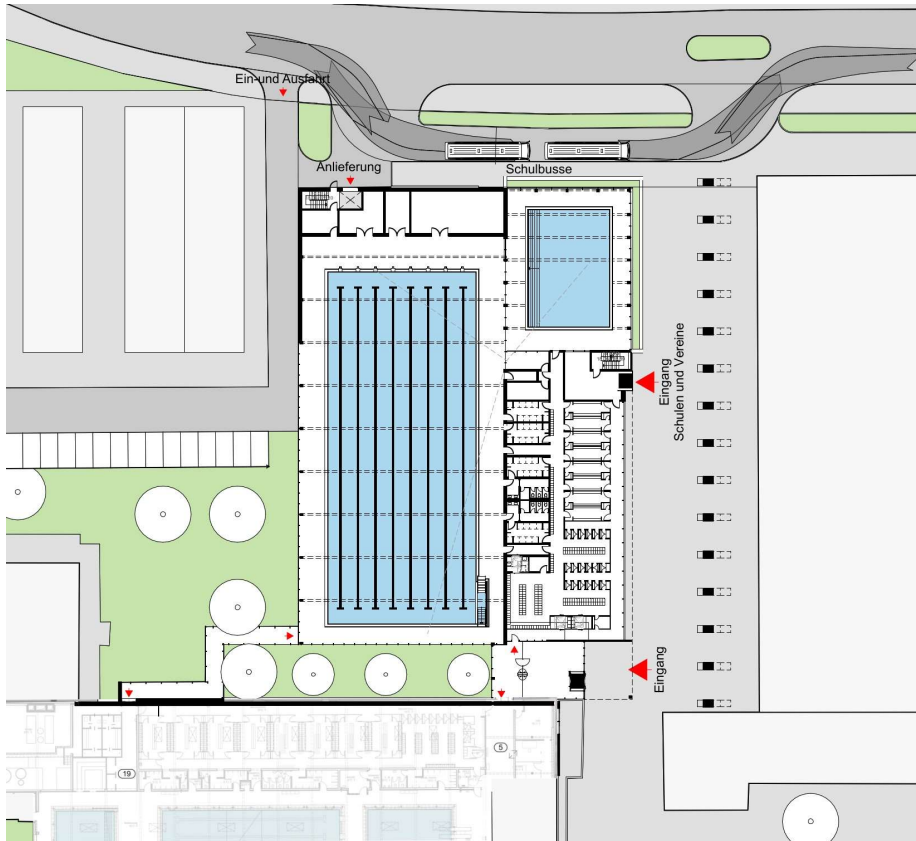 Ein-und Ausfahrt
Anlieferung
Schulbusse
Eingang
Schulen und Vereine
Eingang
5
19